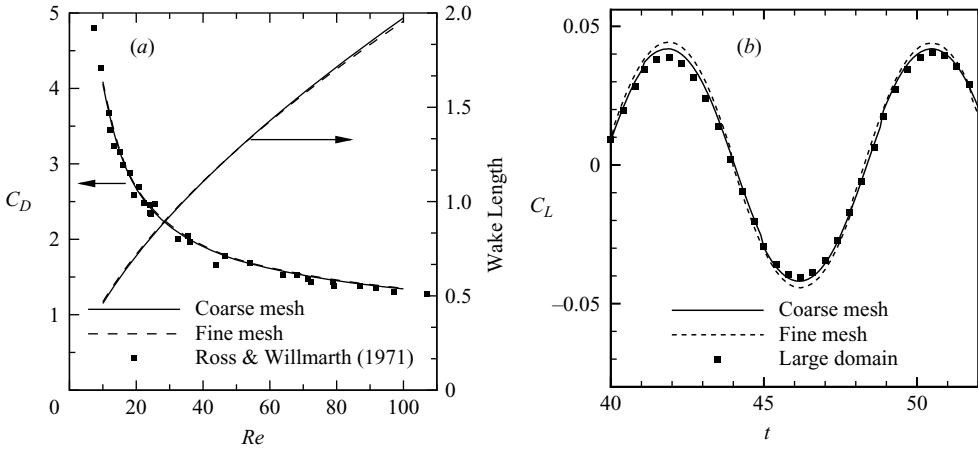 5
4
3
2
1
0
C_D
(a)
2.0
1.5
1.0
0.5
0
Wake Length
Coarse mesh
Fine mesh
Ross & Willmarth (1971)
20
40
60
80
100
Re
0.05
0
−0.05
C_L
(b)
Coarse mesh
Fine mesh
Large domain
40
45
50
t